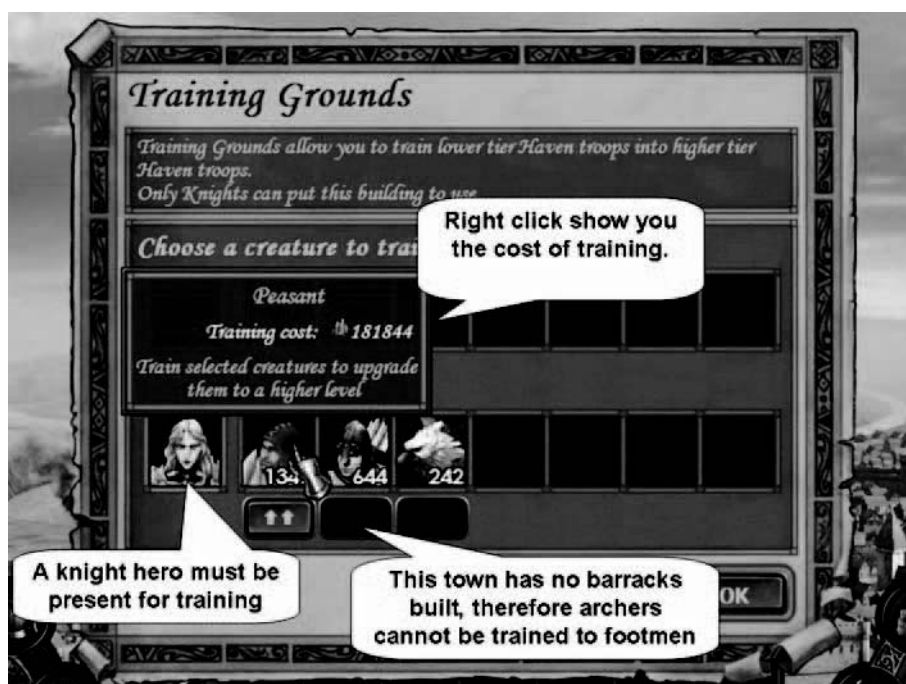 Training Grounds
Training Grounds allow you to train lower tier Haven troops into higher tier
Haven troops.
Only Knights can put this building to use
Right click show you
the cost of training.
Choose a creature to trai
Peasant
Training cost: 181844
Train selected creatures to upgrade
them to a higher level
644
242
A knight hero must be
present for training
This town has no barracks
built, therefore archers
cannot be trained to footmen
OK